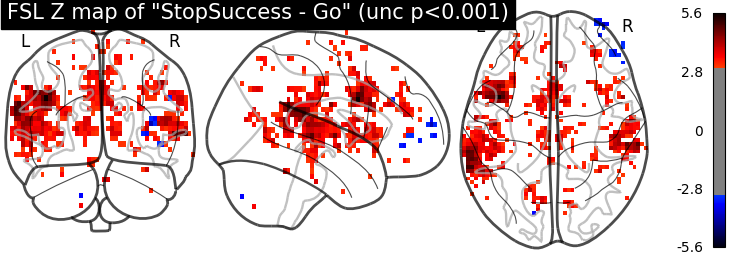 FSL Z map of "StopSuccess - Go" (unc p<0.001)
L
R
L
R
5.6
2.8
0
-2.8
-5.6